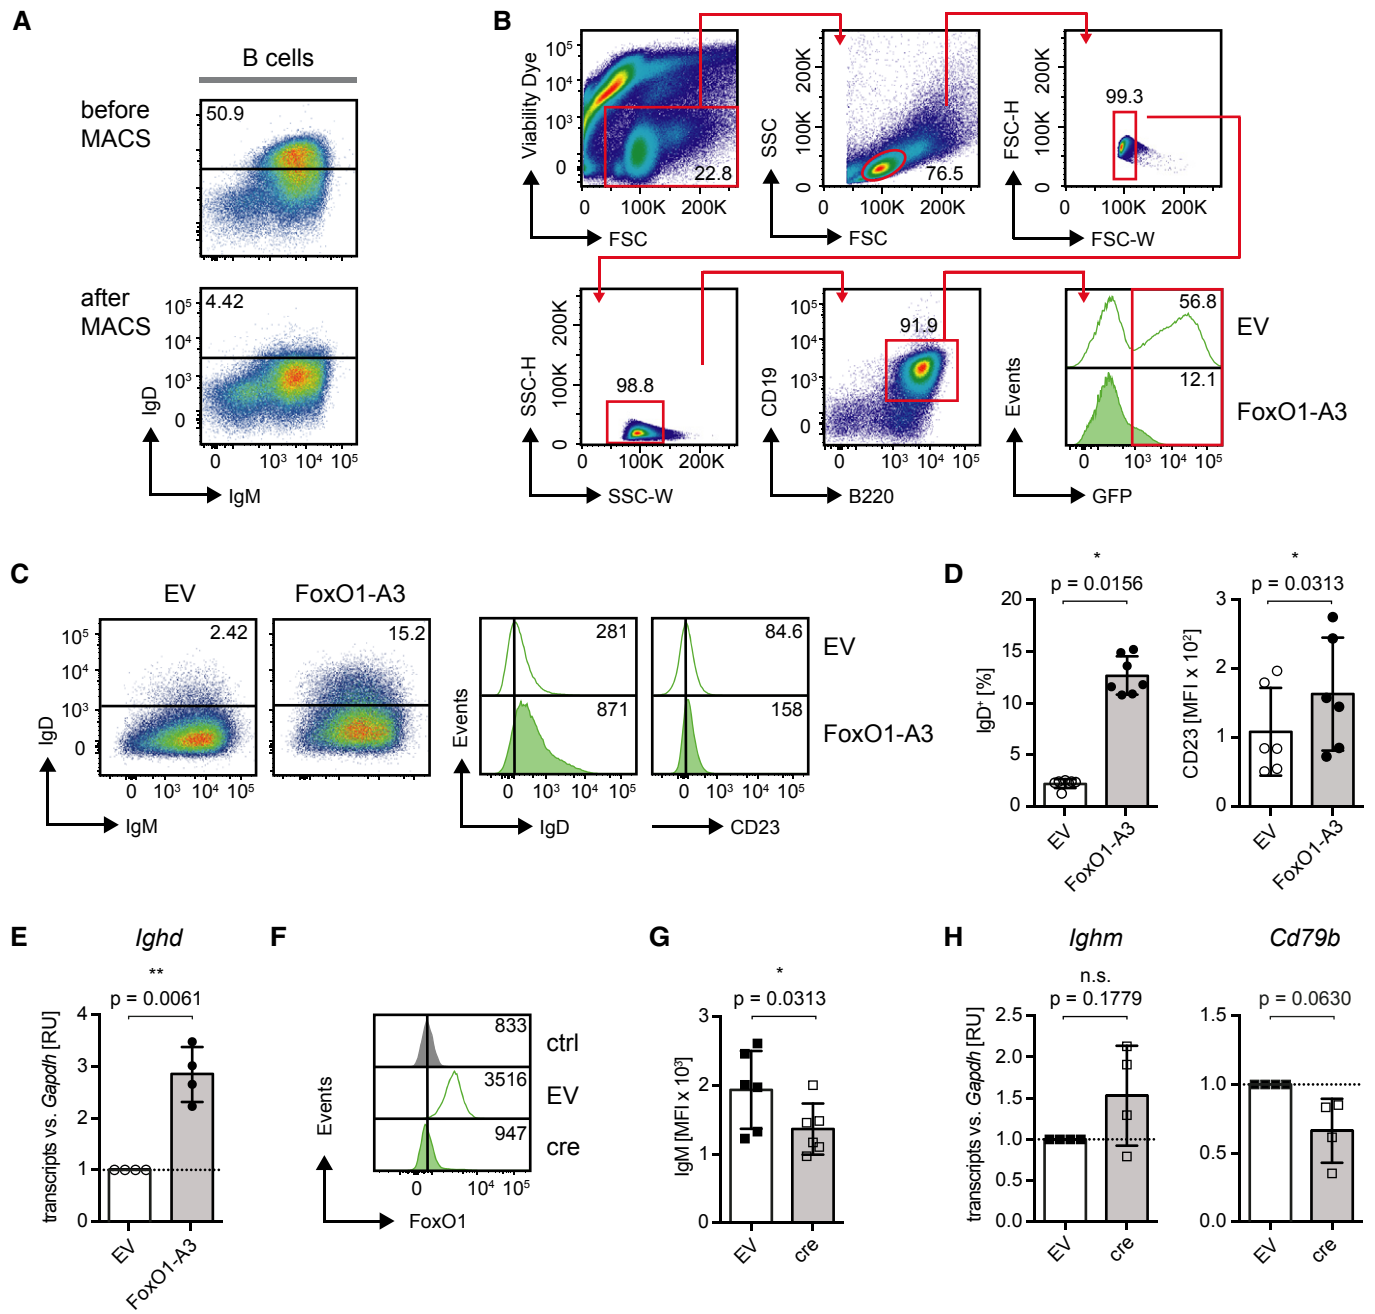 A
B cells
before
MACS
50.9
after
MACS
4.42
10⁵
10⁴
10³
0
IgD
0
10³
10⁴
10⁵
IgM
B
Viability Dye
10⁵
10⁴
10³
0
22.8
0
100K
200K
FSC
SSC
200K
100K
0
76.5
0
100K
200K
FSC
FSC-H
200K
100K
0
99.3
0
100K
200K
FSC-W
SSC-H
200K
100K
0
98.8
0
100K
200K
SSC-W
CD19
10⁵
10⁴
10³
0
91.9
0
10³
10⁴
10⁵
B220
Events
56.8
EV
12.1
FoxO1-A3
0
10³
10⁴
10⁵
GFP
C
EV
FoxO1-A3
2.42
15.2
10⁵
10⁴
10³
0
IgD
0
10³
10⁴
10⁵
0
10³
10⁴
10⁵
IgM
Events
281
84.6
EV
871
158
FoxO1-A3
0
10³
10⁴
10⁵
0
10³
10⁴
10⁵
IgD
CD23
D
*
p = 0.0156
IgD⁺ [%]
20
15
10
5
0
EV
FoxO1-A3
*
p = 0.0313
CD23 [MFI x 10²]
3
2
1
0
EV
FoxO1-A3
E
Ighd
**
p = 0.0061
transcripts vs. Gapdh [RU]
4
3
2
1
0
EV
FoxO1-A3
F
Events
833
ctrl
3516
EV
947
cre
0
10⁴
10⁵
FoxO1
G
*
p = 0.0313
IgM [MFI x 10³]
3
2
1
0
EV
cre
H
Ighm
n.s.
p = 0.1779
transcripts vs. Gapdh [RU]
2.5
2.0
1.5
1.0
0.5
0.0
EV
cre
Cd79b
p = 0.0630
1.5
1.0
0.5
0.0
EV
cre